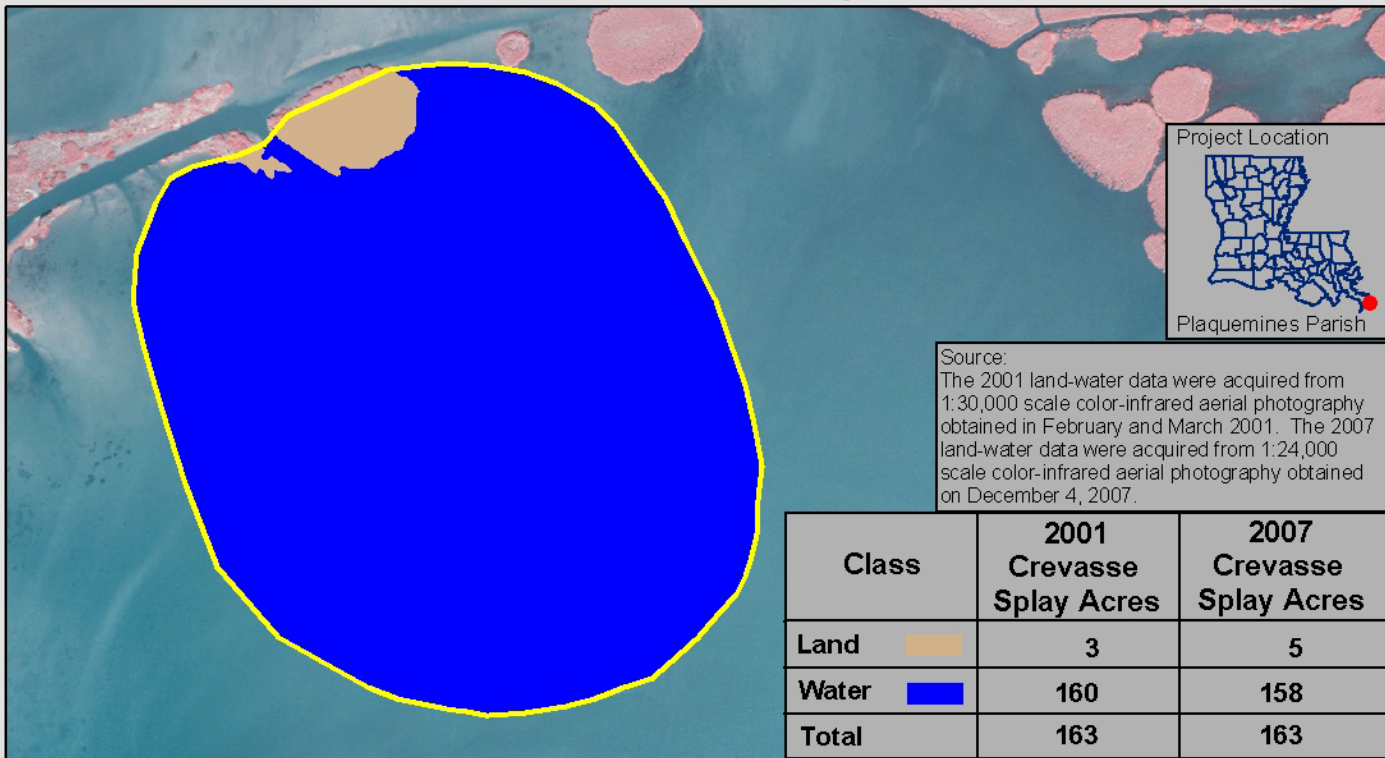 Project Location
Plaquemines Parish
Source:
The 2001 land-water data were acquired from
1:30,000 scale color-infrared aerial photography
obtained in February and March 2001. The 2007
land-water data were acquired from 1:24,000
scale color-infrared aerial photography obtained
on December 4, 2007.
Class
2001
Crevasse
Splay Acres
2007
Crevasse
Splay Acres
Land 3 5
Water 160 158
Total 163 163